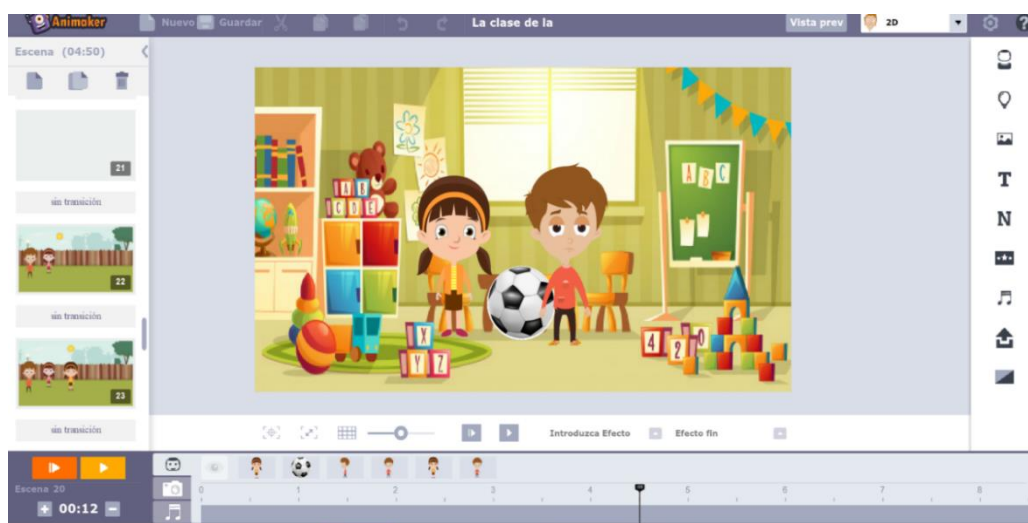 Animaker Nuevo Guardar La clase de la Vista prev 2D
Escena (04:50)
21
sin transición
22
sin transición
23
sin transición
A B C
A B
C D E
X
Y Z
4 2 0
Introduzca Efecto Efecto fin
Escena 20
+ 00:12 -
0 1 2 3 4 5 6 7 8
T
N